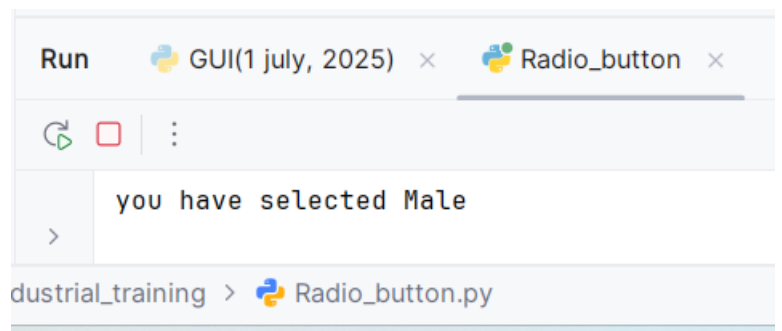 Run GUI(1 july, 2025) × Radio_button ×
you have selected Male
>
dustrial_training > Radio_button.py